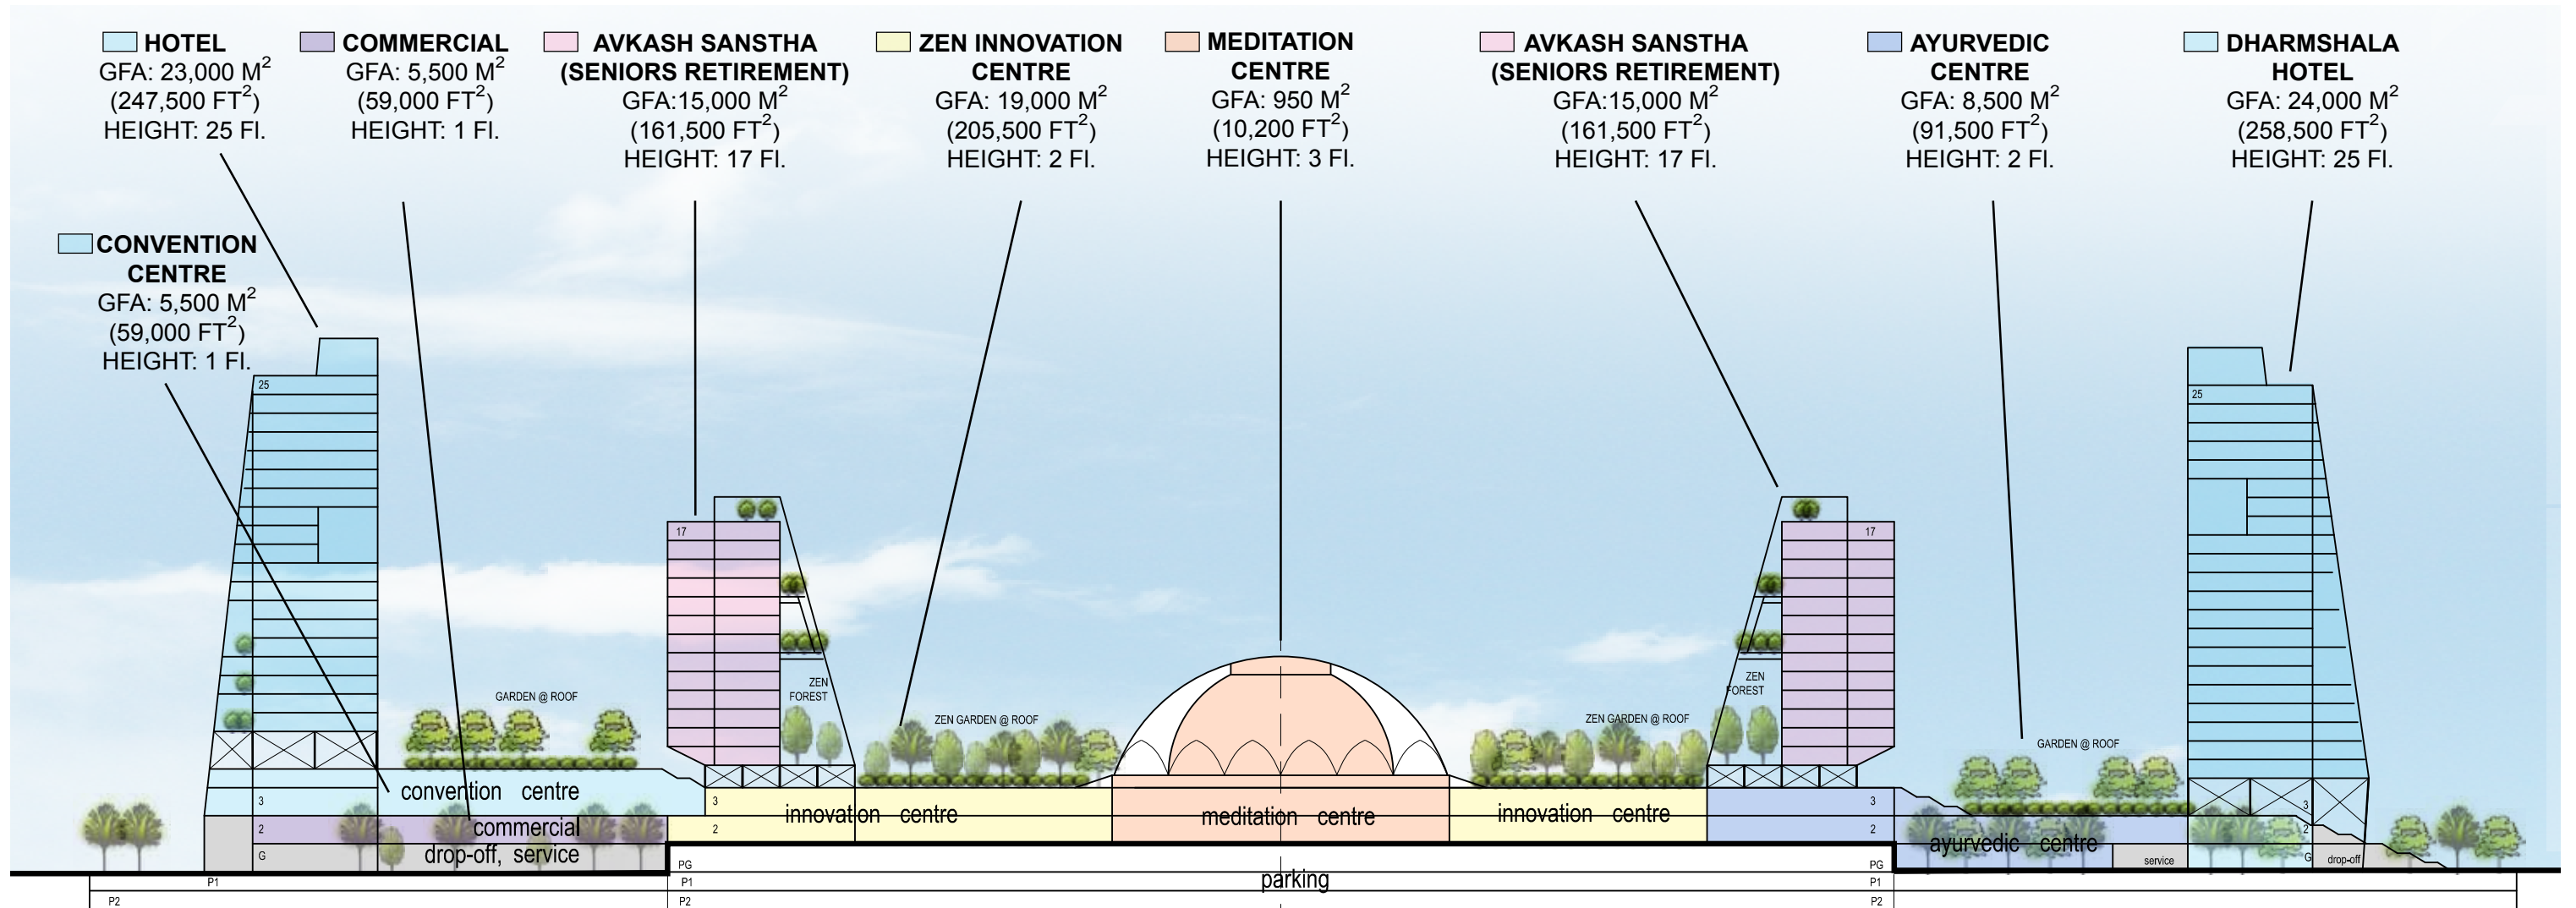 HOTEL
GFA: 23,000 M²
(247,500 FT²)
HEIGHT: 25 Fl.
COMMERCIAL
GFA: 5,500 M²
(59,000 FT²)
HEIGHT: 1 Fl.
AVKASH SANSTHA
(SENIORS RETIREMENT)
GFA:15,000 M²
(161,500 FT²)
HEIGHT: 17 Fl.
ZEN INNOVATION
CENTRE
GFA: 19,000 M²
(205,500 FT²)
HEIGHT: 2 Fl.
MEDITATION
CENTRE
GFA: 950 M²
(10,200 FT²)
HEIGHT: 3 Fl.
AVKASH SANSTHA
(SENIORS RETIREMENT)
GFA:15,000 M²
(161,500 FT²)
HEIGHT: 17 Fl.
AYURVEDIC
CENTRE
GFA: 8,500 M²
(91,500 FT²)
HEIGHT: 2 Fl.
DHARMSHALA
HOTEL
GFA: 24,000 M²
(258,500 FT²)
HEIGHT: 25 Fl.
CONVENTION
CENTRE
GFA: 5,500 M²
(59,000 FT²)
HEIGHT: 1 Fl.
25
25
17
17
ZEN
FOREST
ZEN
FOREST
GARDEN @ ROOF
ZEN GARDEN @ ROOF
ZEN GARDEN @ ROOF
GARDEN @ ROOF
convention centre
3
3
3
3
innovation centre
meditation centre
innovation centre
2
commercial
2
2
2
ayurvedic centre
G
drop-off, service
service
G
drop-off
PG
PG
P1
P1
parking
P1
P2
P2
P2